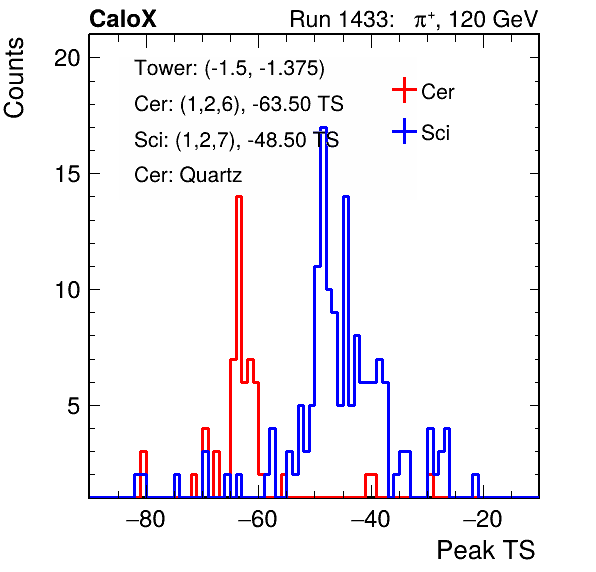 CaloX Run 1433: π⁺, 120 GeV
Counts
20
15
10
5
Tower: (-1.5, -1.375)
Cer: (1,2,6), -63.50 TS
Sci: (1,2,7), -48.50 TS
Cer: Quartz
Cer
Sci
−80 −60 −40 −20
Peak TS